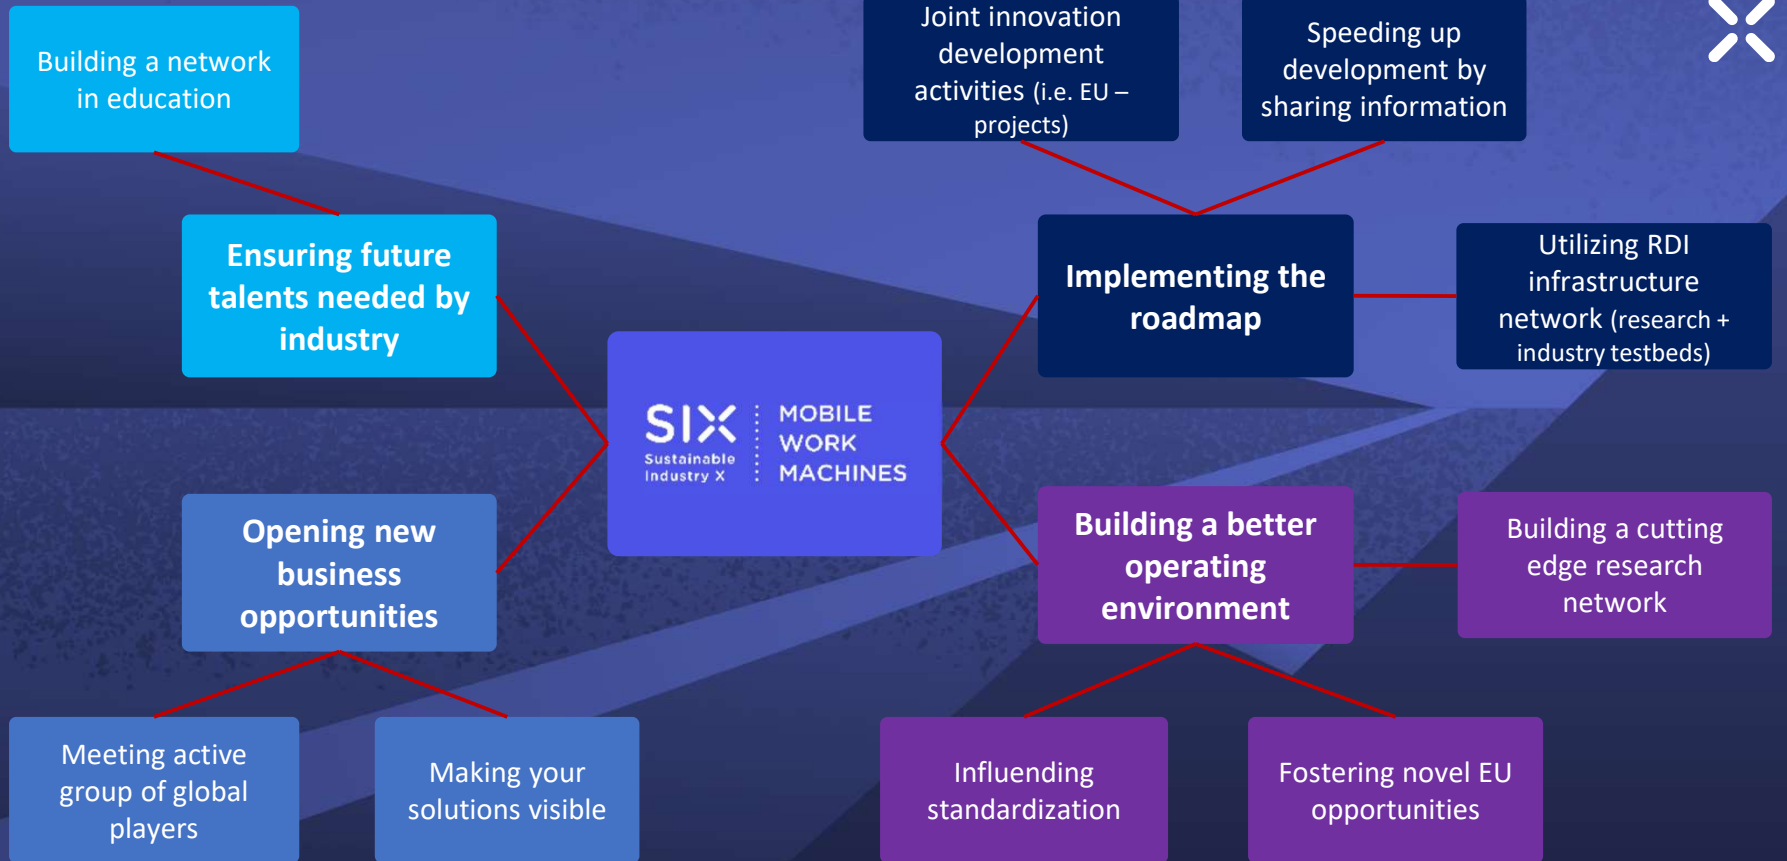 Building a network
in education
Joint innovation
development
activities (i.e. EU –
projects)
Speeding up
development by
sharing information
Ensuring future
talents needed by
industry
Implementing the
roadmap
Utilizing RDI
infrastructure
network (research +
industry testbeds)
SIX
Sustainable
Industry X
MOBILE
WORK
MACHINES
Opening new
business
opportunities
Building a better
operating
environment
Building a cutting
edge research
network
Meeting active
group of global
players
Making your
solutions visible
Influending
standardization
Fostering novel EU
opportunities